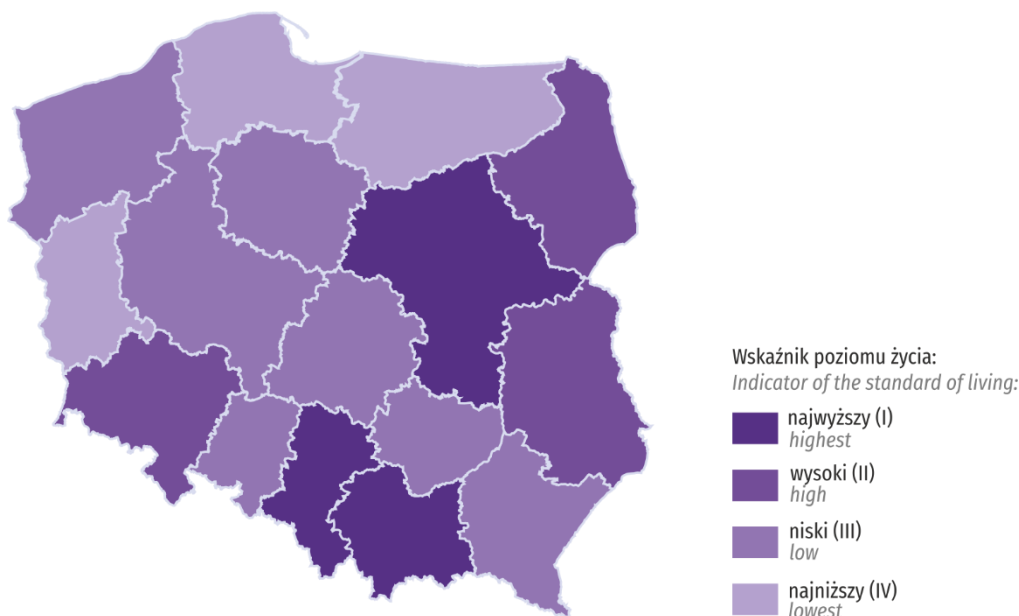 Wskaźnik poziomu życia:
Indicator of the standard of living:
najwyższy (I)
highest
wysoki (II)
high
niski (III)
low
najniższy (IV)
lowest